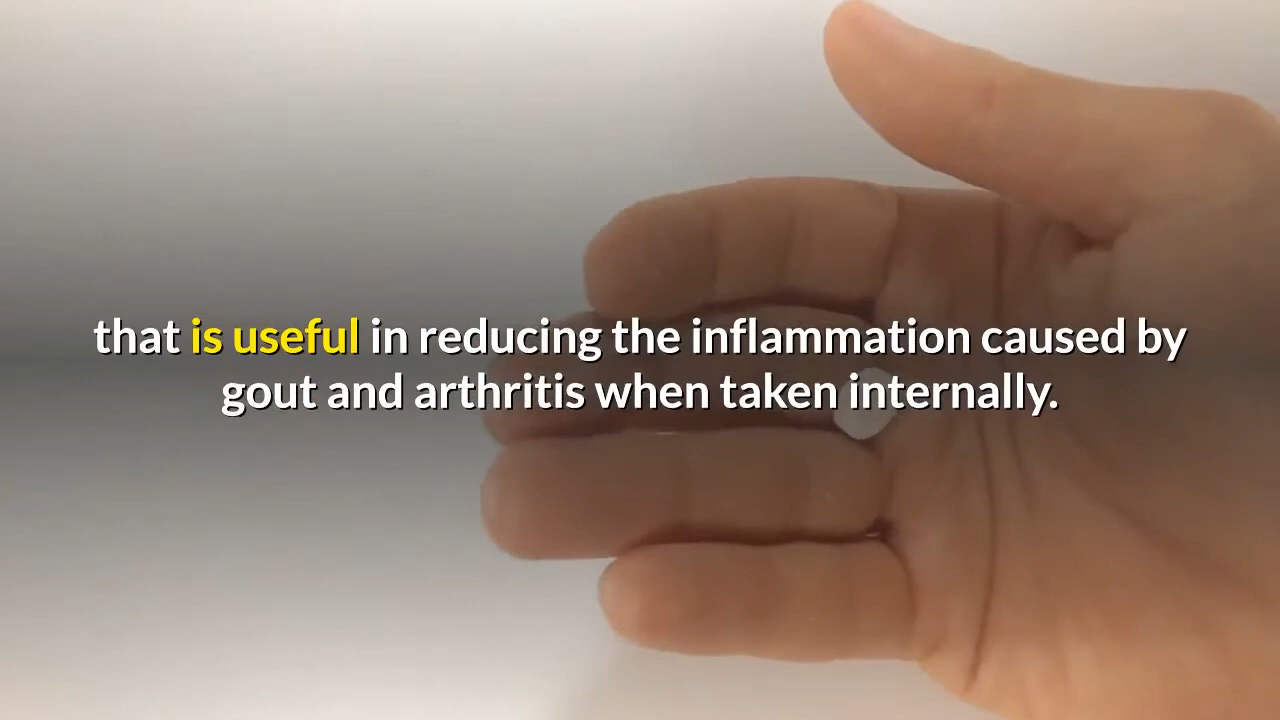 that is useful in reducing the inflammation caused by
gout and arthritis when taken internally.